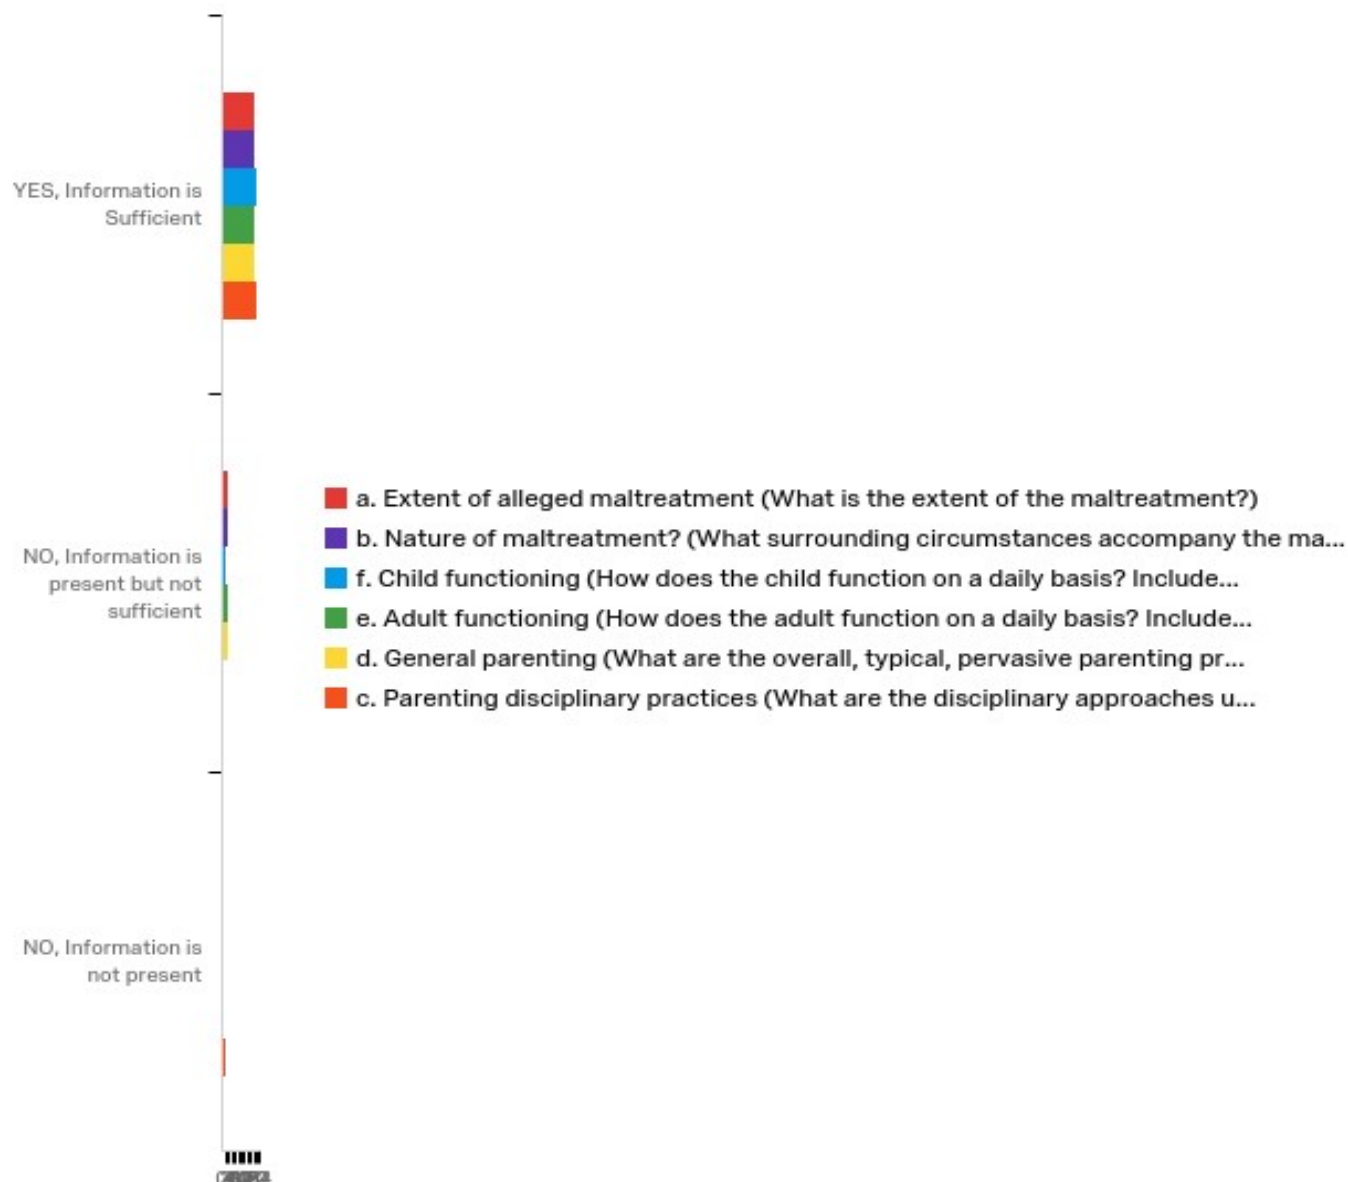 YES, Information is
Sufficient
NO, Information is
present but not
sufficient
a. Extent of alleged maltreatment (What is the extent of the maltreatment?)
b. Nature of maltreatment? (What surrounding circumstances accompany the ma...
f. Child functioning (How does the child function on a daily basis? Include...
e. Adult functioning (How does the adult function on a daily basis? Include...
d. General parenting (What are the overall, typical, pervasive parenting pr...
c. Parenting disciplinary practices (What are the disciplinary approaches u...
NO, Information is
not present